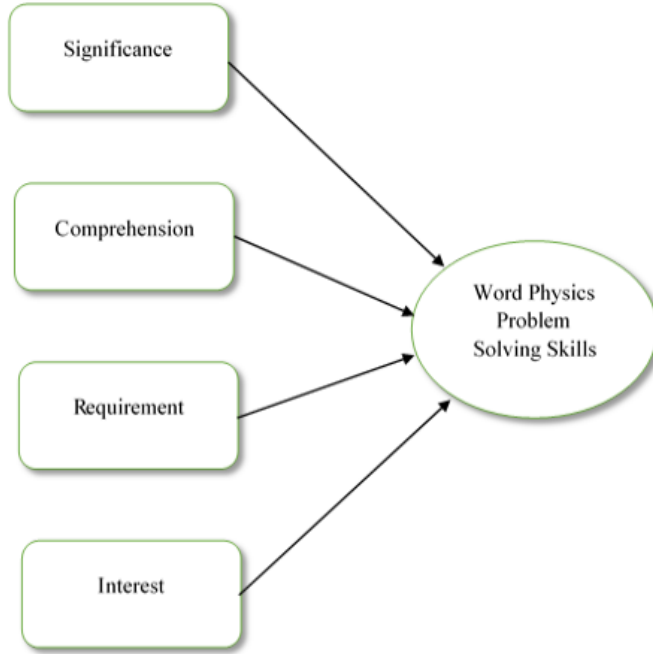 Significance
Comprehension
Requirement
Interest
Word Physics
Problem
Solving Skills